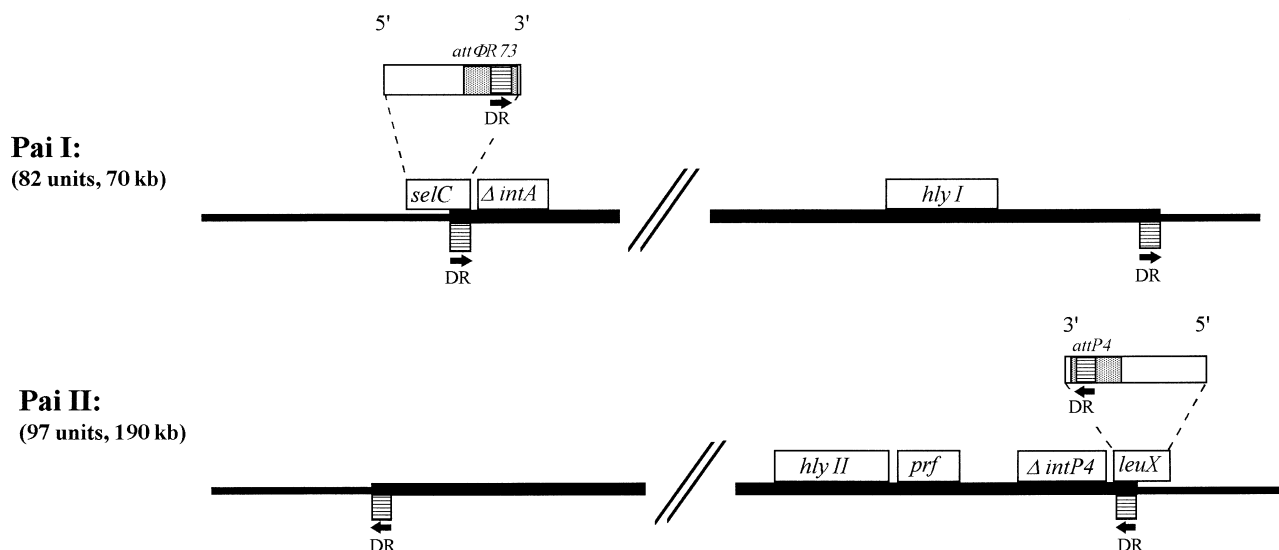 5' 3'
attΦR73
DR
Pai I:
(82 units, 70 kb)
selC Δ intA hly I
DR DR
3' 5'
attP4
DR
Pai II:
(97 units, 190 kb)
hly II prf Δ intP4 leuX
DR DR